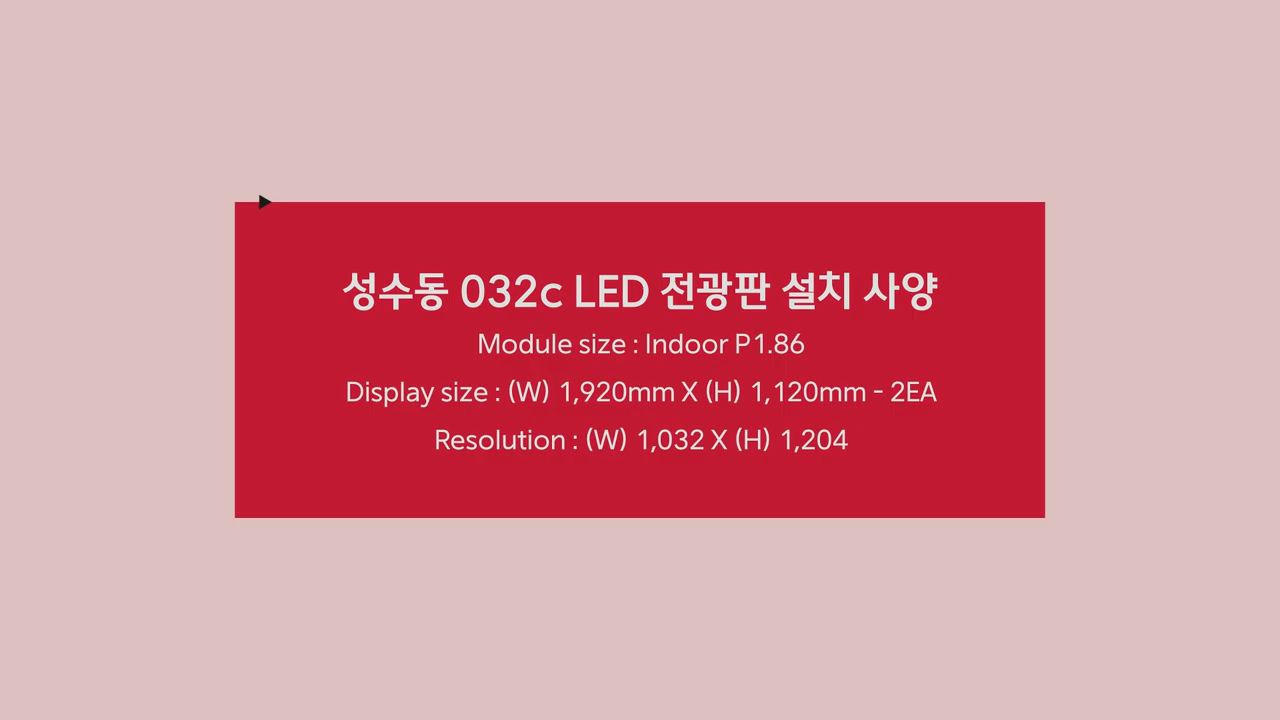 성수동 032c LED 전광판 설치 사양
Module size : Indoor P1.86
Display size : (W) 1,920mm X (H) 1,120mm - 2EA
Resolution : (W) 1,032 X (H) 1,204